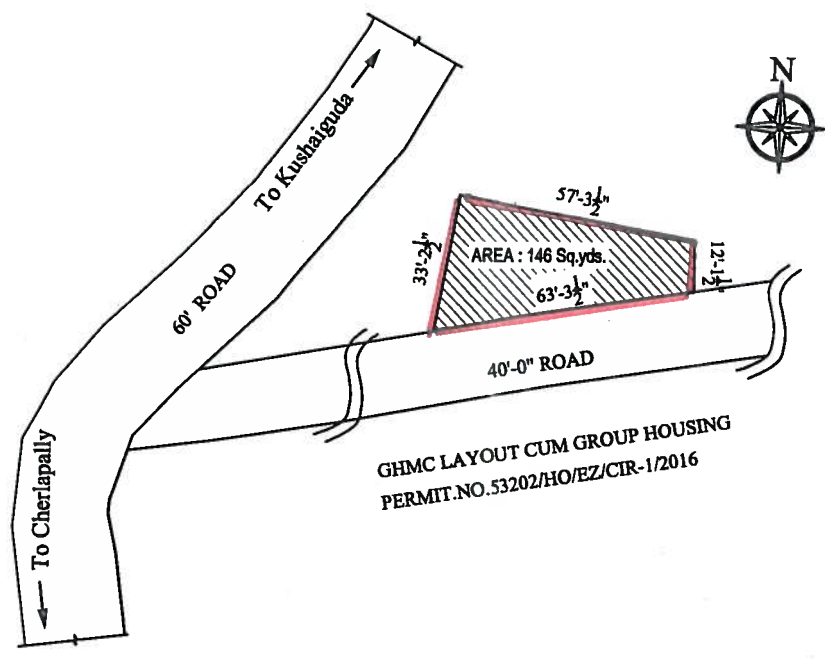 N
To Kushaiguda
57'-3½"
33'-2½"
AREA : 146 Sq.yds.
12'-1½"
63'-3½"
60' ROAD
40'-0" ROAD
GHMC LAYOUT CUM GROUP HOUSING
PERMIT.NO.53202/HO/EZ/CIR-1/2016
To Cherlapally